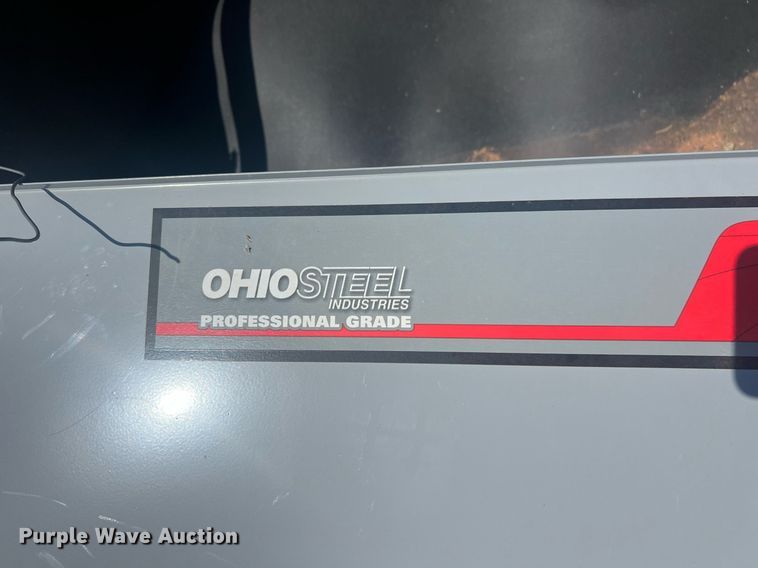 OHIOSTEEL
INDUSTRIES
PROFESSIONAL GRADE
Purple Wave Auction